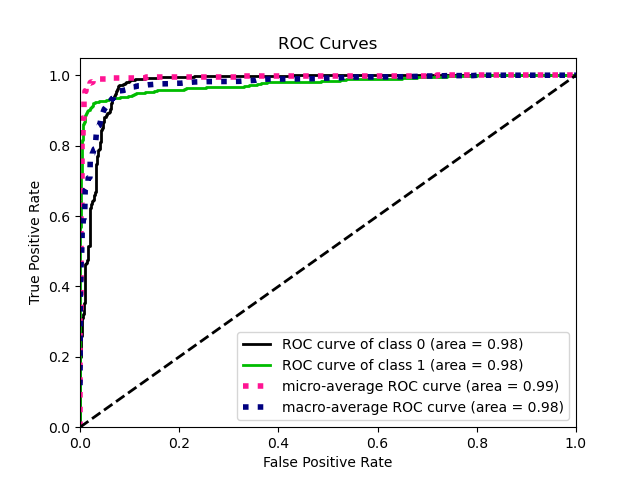 ROC Curves
True Positive Rate
1.0
0.8
0.6
0.4
0.2
0.0
ROC curve of class 0 (area = 0.98)
ROC curve of class 1 (area = 0.98)
micro-average ROC curve (area = 0.99)
macro-average ROC curve (area = 0.98)
0.0 0.2 0.4 0.6 0.8 1.0
False Positive Rate